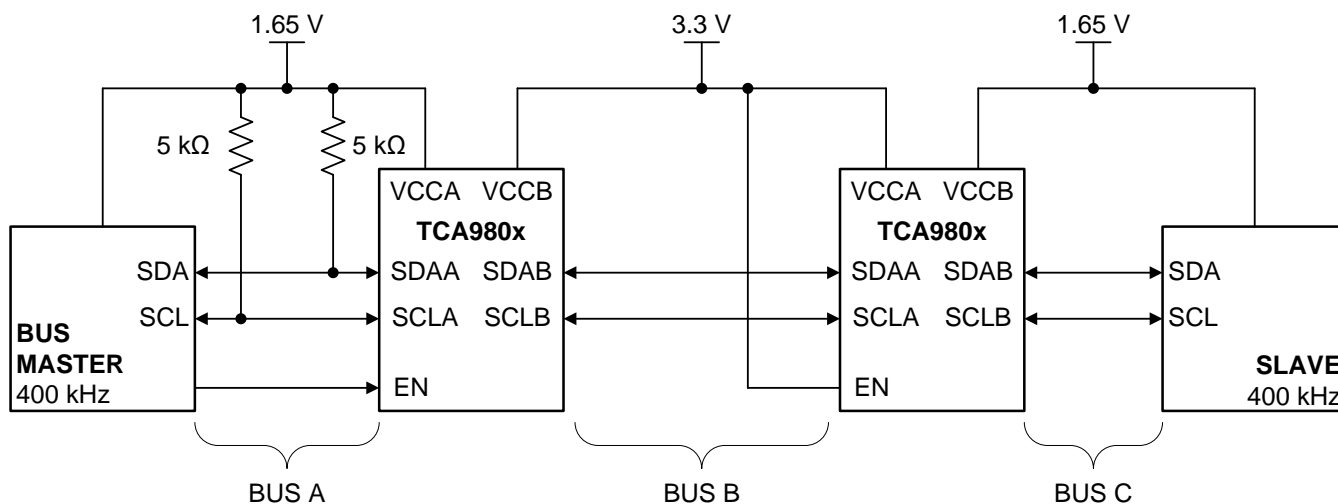 1.65 V
3.3 V
1.65 V
5 kΩ
5 kΩ
VCCA VCCB
TCA980x
SDAA SDAB
SCLA SCLB
EN
VCCA VCCB
TCA980x
SDAA SDAB
SCLA SCLB
EN
SDA
SCL
BUS
MASTER
400 kHz
SDA
SCL
SLAVE
400 kHz
BUS A
BUS B
BUS C